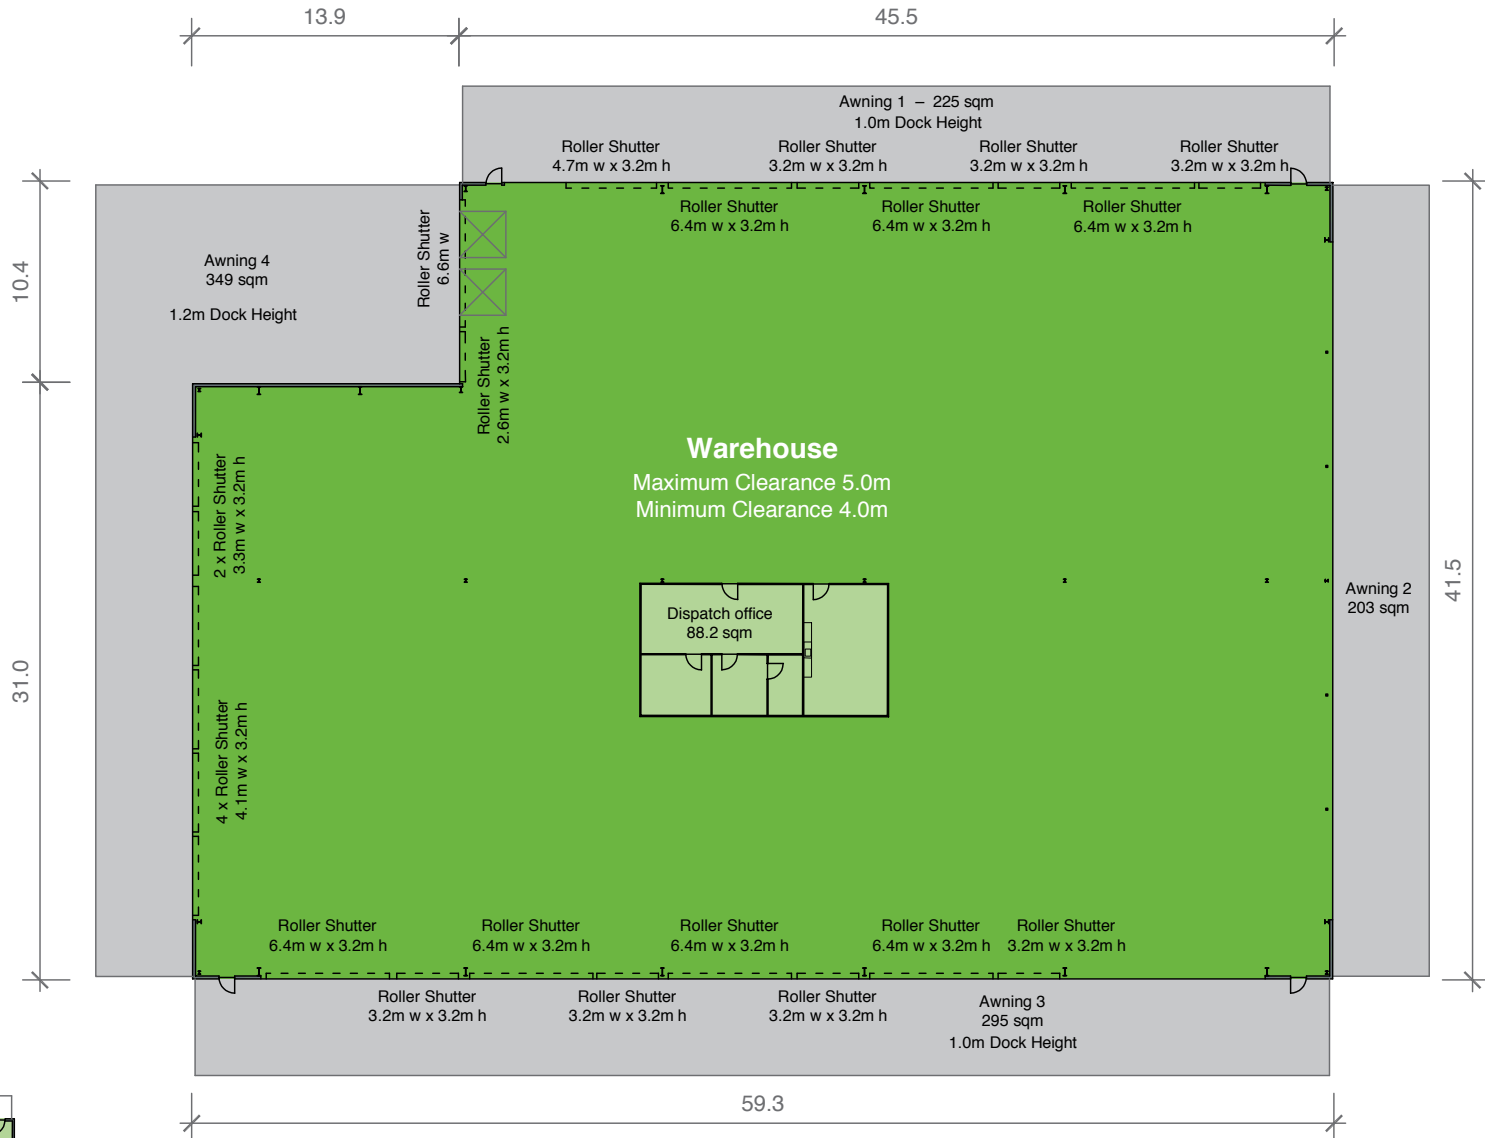 13.9
45.5
Awning 1 – 225 sqm
1.0m Dock Height
Roller Shutter
4.7m w x 3.2m h
Roller Shutter
3.2m w x 3.2m h
Roller Shutter
3.2m w x 3.2m h
Roller Shutter
3.2m w x 3.2m h
Roller Shutter
6.4m w x 3.2m h
Roller Shutter
6.4m w x 3.2m h
Roller Shutter
6.4m w x 3.2m h
10.4
Awning 4
349 sqm
1.2m Dock Height
Roller Shutter
6.6m w
Roller Shutter
2.6m w x 3.2m h
Warehouse
Maximum Clearance 5.0m
Minimum Clearance 4.0m
2 x Roller Shutter
3.3m w x 3.2m h
Dispatch office
88.2 sqm
Awning 2
203 sqm
41.5
31.0
4 x Roller Shutter
4.1m w x 3.2m h
Roller Shutter
6.4m w x 3.2m h
Roller Shutter
6.4m w x 3.2m h
Roller Shutter
6.4m w x 3.2m h
Roller Shutter
6.4m w x 3.2m h
Roller Shutter
3.2m w x 3.2m h
Roller Shutter
3.2m w x 3.2m h
Roller Shutter
3.2m w x 3.2m h
Roller Shutter
3.2m w x 3.2m h
Awning 3
295 sqm
1.0m Dock Height
59.3